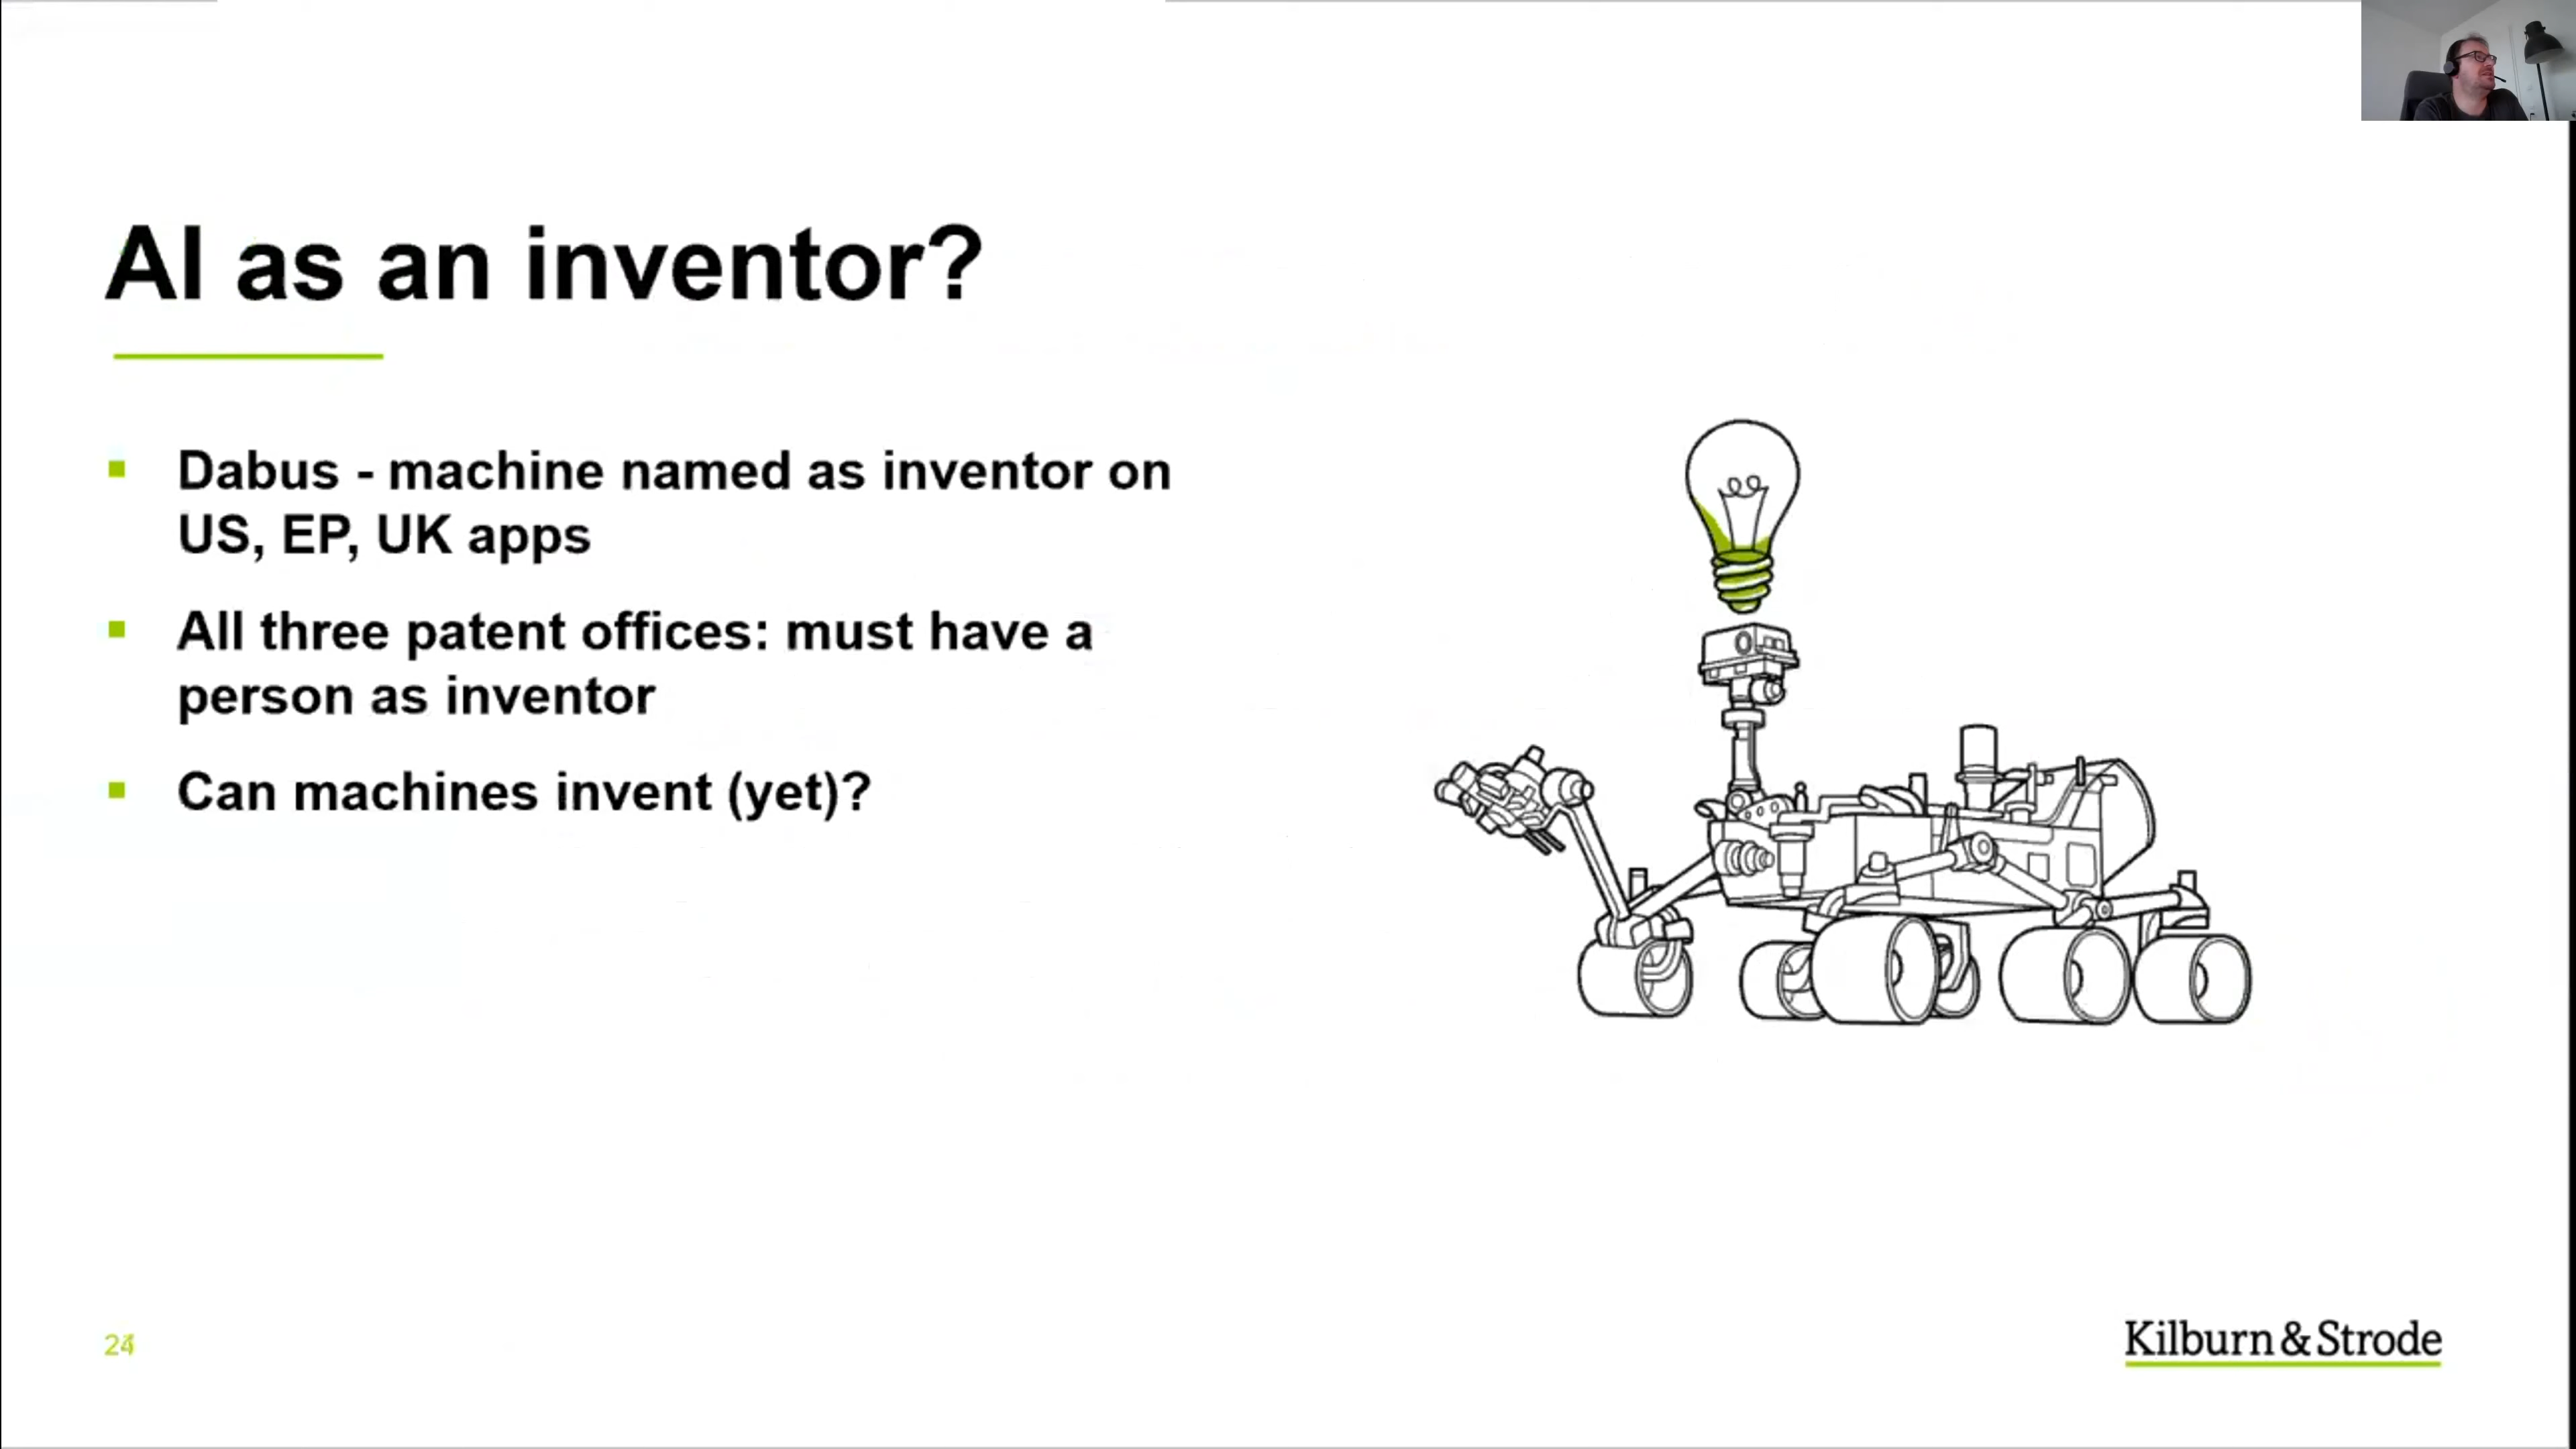 AI as an inventor?
Dabus - machine named as inventor on
US, EP, UK apps
All three patent offices: must have a
person as inventor
Can machines invent (yet)?
24
Kilburn & Strode